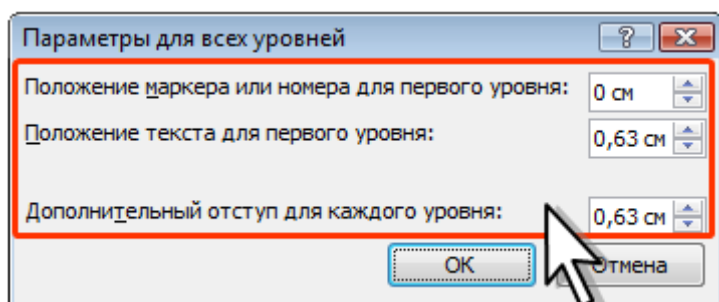 Параметры для всех уровней ?
Положение маркера или номера для первого уровня: 0 см
Положение текста для первого уровня: 0,63 см
Дополнительный отступ для каждого уровня: 0,63 см
ОК Отмена